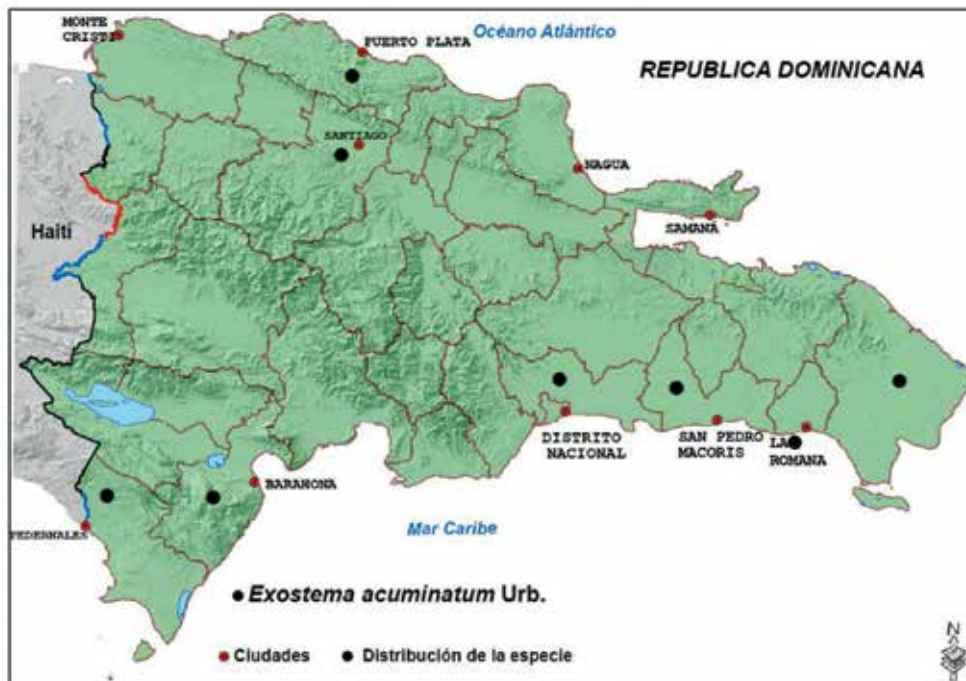 MONTE
CRISTI
PUERTO PLATA
Océano Atlántico
REPUBLICA DOMINICANA
SANTIAGO
NAGUA
Haití
SAMANA
DISTRITO
NACIONAL
SAN PEDRO
MACORIS
LA
ROMANA
BARAHONA
PEDERNALES
Mar Caribe
Exostema acuminatum Urb.
Ciudades
Distribución de la especie
N